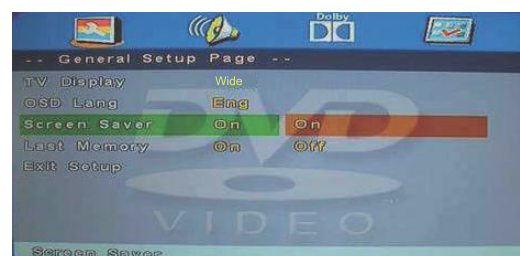 Dolby
-- General Setup Page --
TV Display Wide
OSD Lang Eng
Screen Saver On On
Last Memory On Off
Exit Setup
DVD
VIDEO
Screen Saver